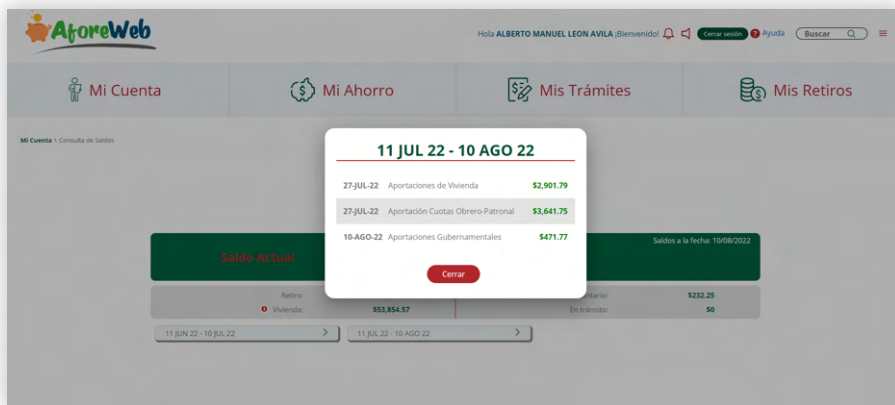 AforeWeb
Hola ALBERTO MANUEL LEON AVILA ¡Bienvenido! Cerrar sesión ? Ayuda Buscar
Mi Cuenta Mi Ahorro Mis Trámites Mis Retiros
Mi Cuenta \ Consulta de Saldos
11 JUL 22 - 10 AGO 22
27-JUL-22 Aportaciones de Vivienda $2,901.79
27-JUL-22 Aportación Cuotas Obrero-Patronal $3,641.75
10-AGO-22 Aportaciones Gubernamentales $471.77
Cerrar
Saldo Actual
Saldos a la fecha: 10/08/2022
Retiro: $232.25
Vivienda: $53,854.57 En tránsito: $0
11 JUN 22 - 10 JUL 22 > 11 JUL 22 - 10 AGO 22 >